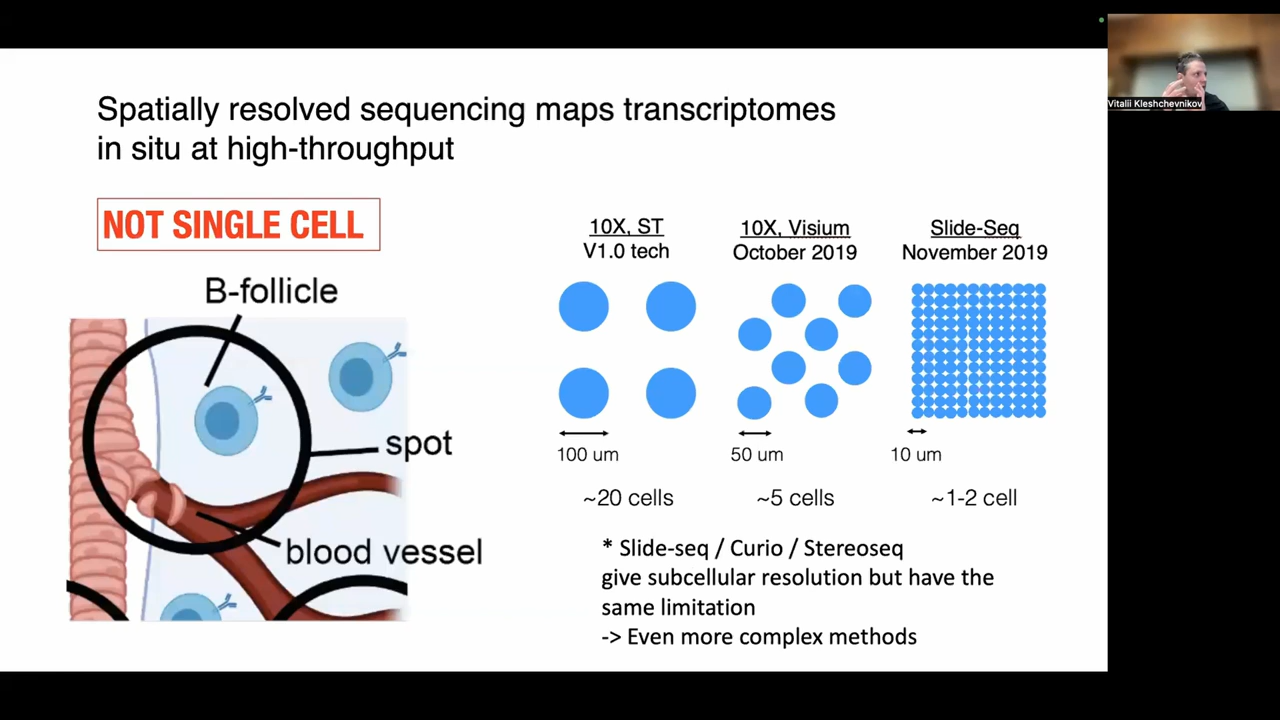 Spatially resolved sequencing maps transcriptomes
in situ at high-throughput
NOT SINGLE CELL
B-follicle
spot
blood vessel
10X, ST
V1.0 tech
100 um
~20 cells
10X, Visium
October 2019
50 um
~5 cells
Slide-Seq
November 2019
10 um
~1-2 cell
* Slide-seq / Curio / Stereoseq
give subcellular resolution but have the
same limitation
-> Even more complex methods
Vitalii Kleshchevnikov